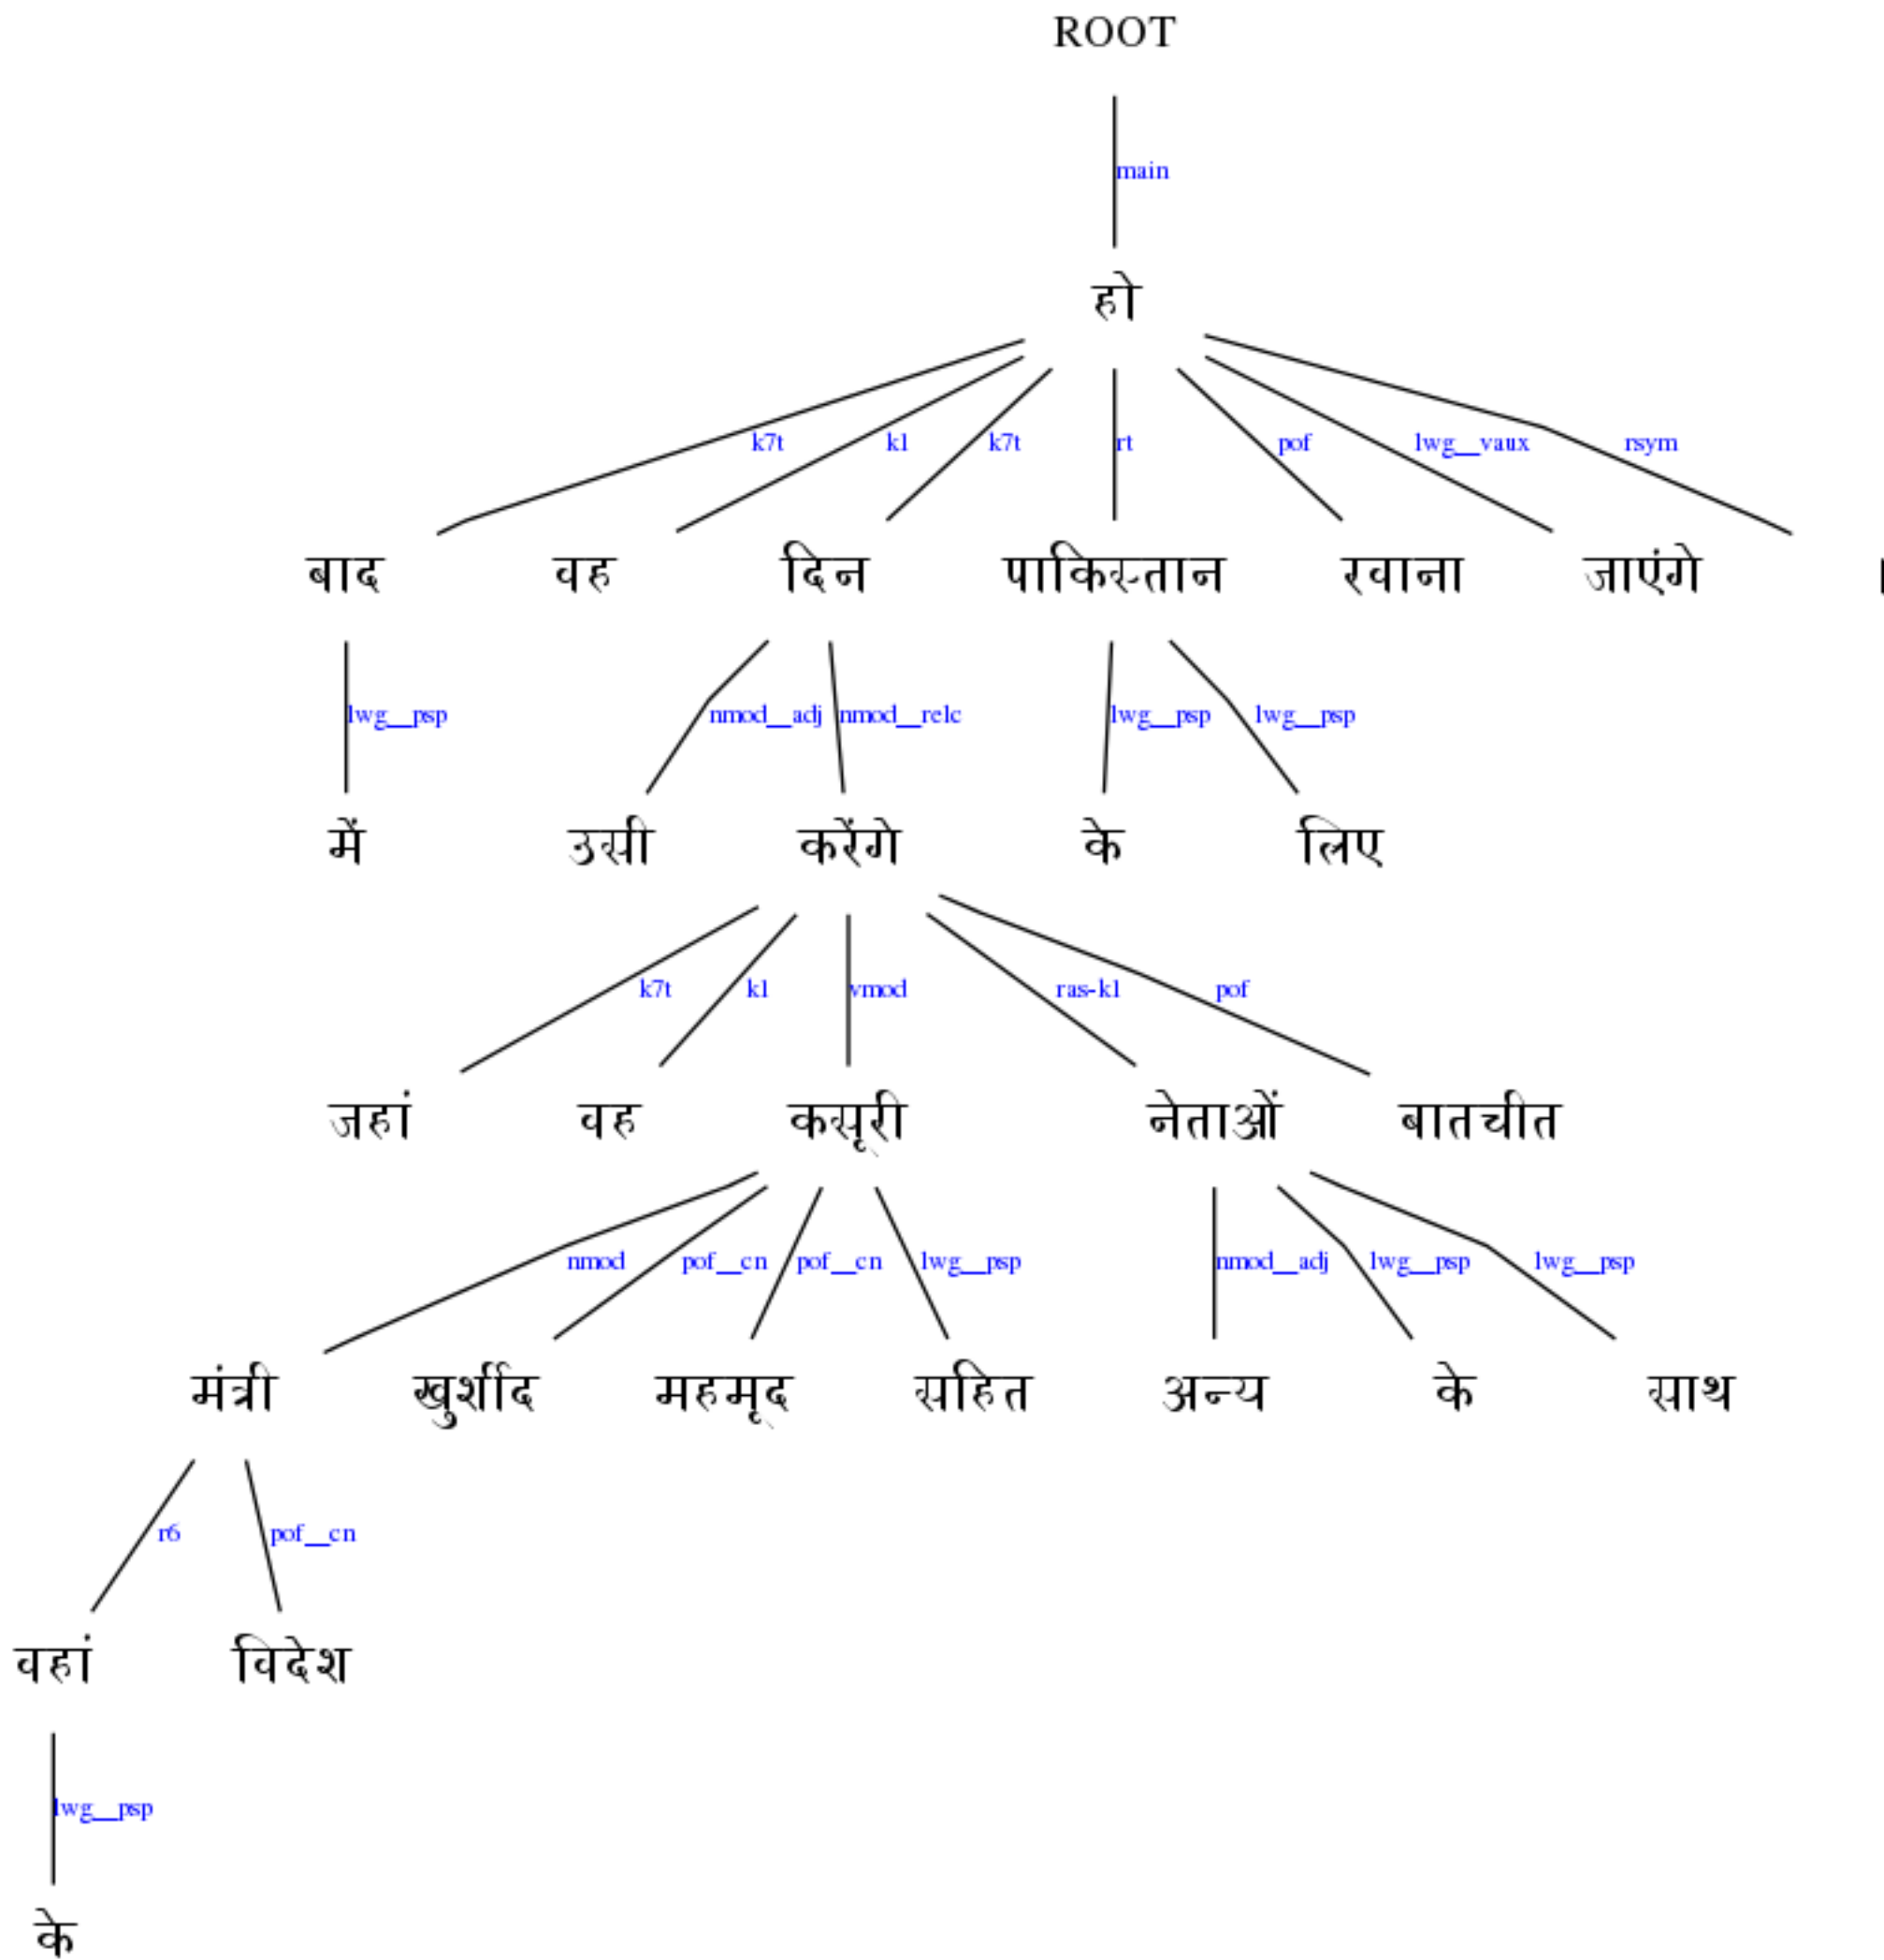 ROOT
main
हो
k7t k1 k7t rt pof lwg__vaux rsym
बाद वह दिन पाकिस्तान रवाना जाएंगे ।
lwg__psp nmod__adj nmod__relc lwg__psp lwg__psp
में उसी करेंगे के लिए
k7t k1 vmod ras-k1 pof
जहां वह कसूरी नेताओं बातचीत
nmod pof__cn pof__cn lwg__psp nmod__adj lwg__psp lwg__psp
मंत्री खुर्शीद महमूद सहित अन्य के साथ
r6 pof__cn
वहां विदेश
lwg__psp
के